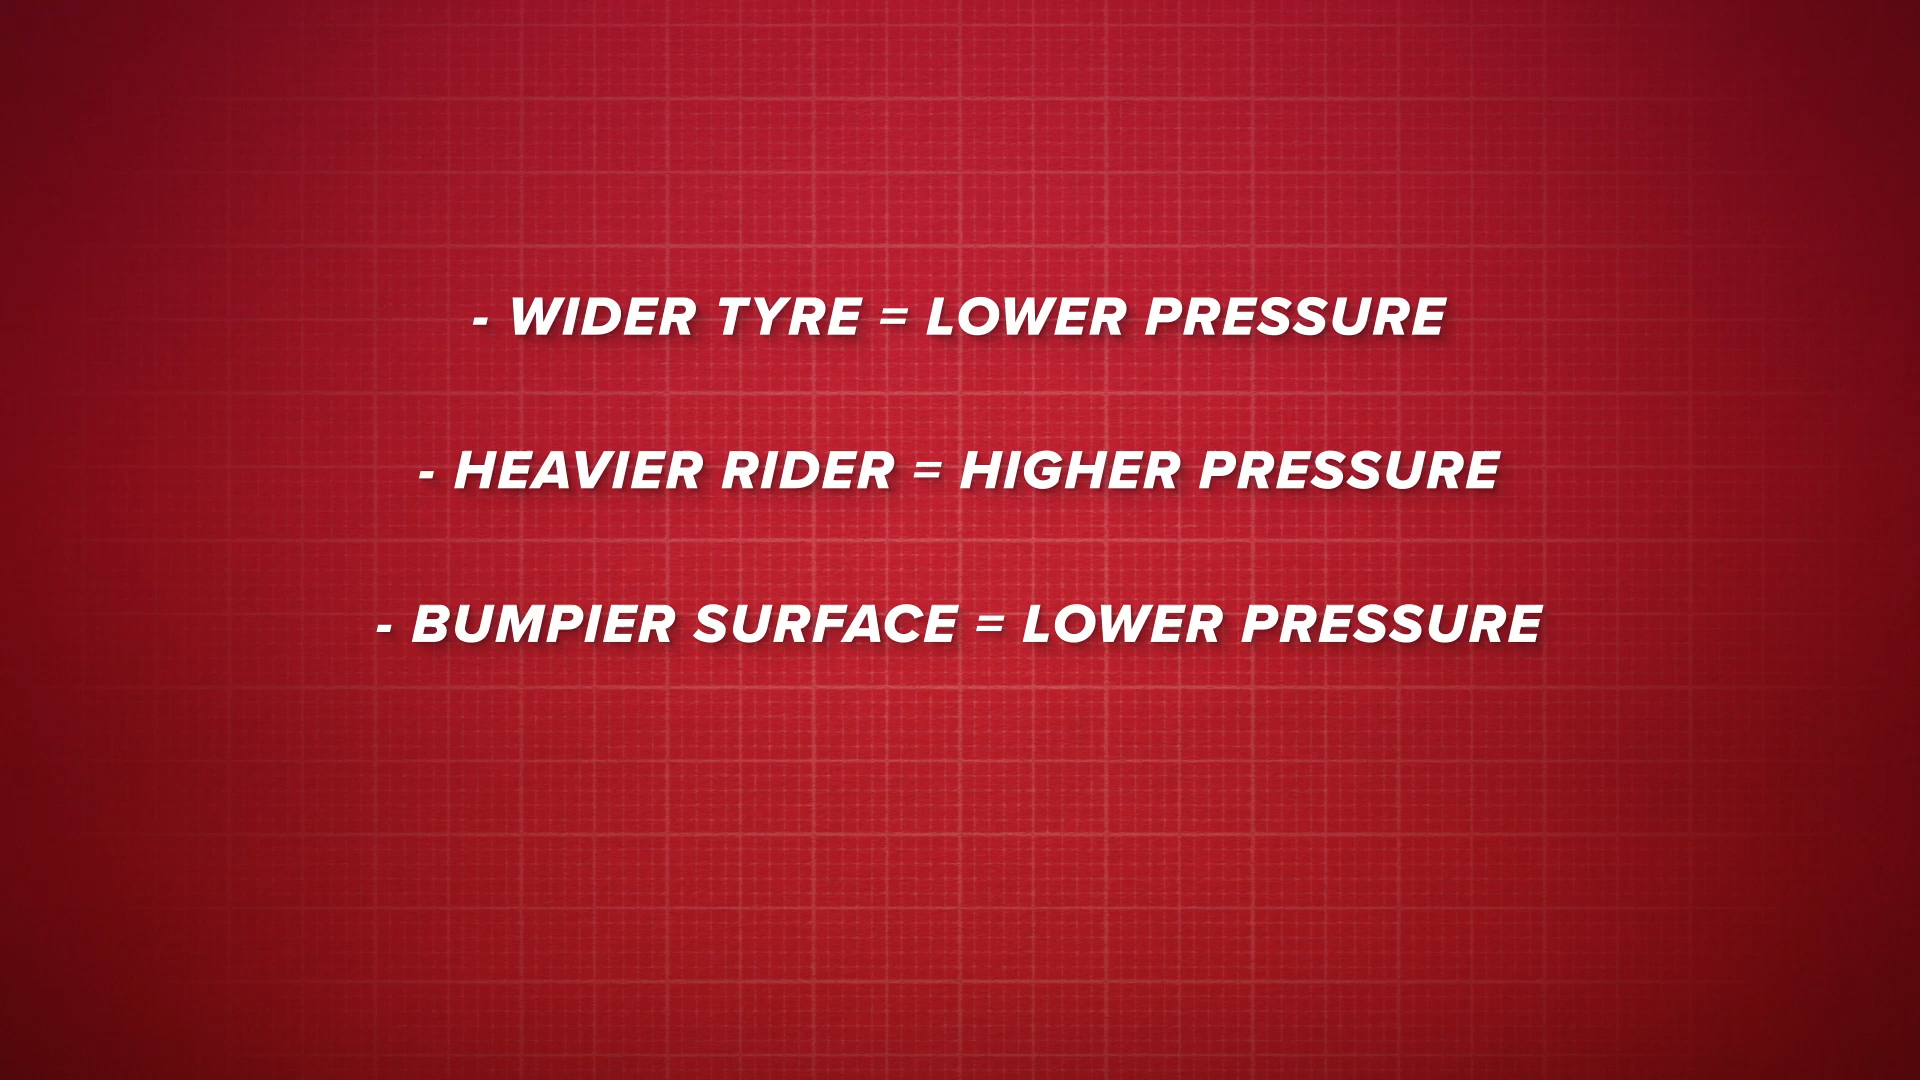 - WIDER TYRE = LOWER PRESSURE
- HEAVIER RIDER = HIGHER PRESSURE
- BUMPIER SURFACE = LOWER PRESSURE